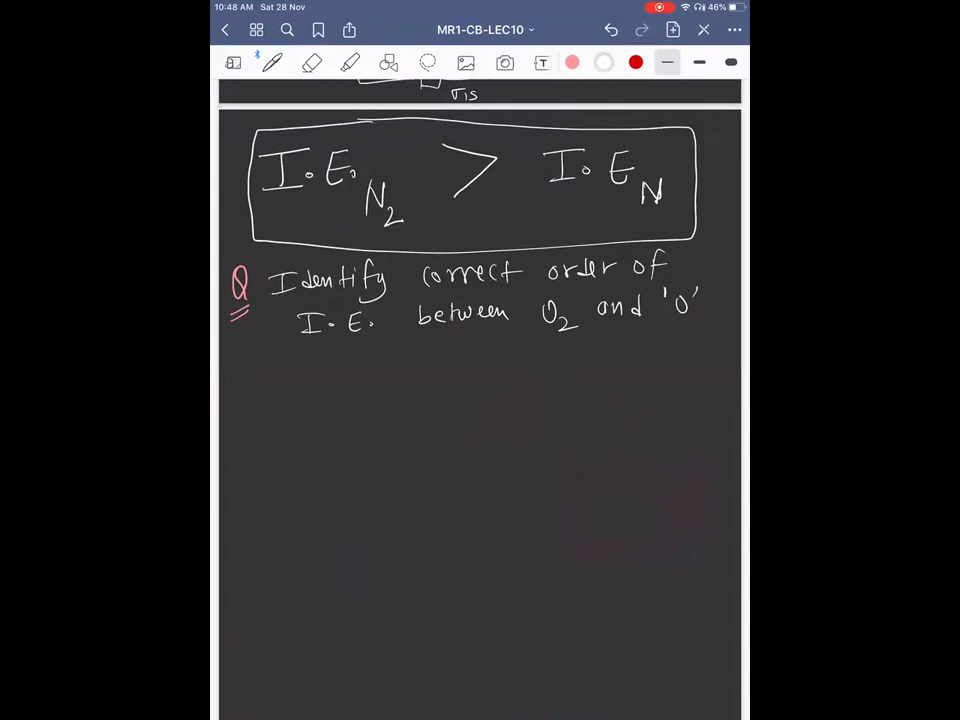 10:48 AM Sat 28 Nov
46%
MR1-CB-LEC10
T
σ1s
I.E.N2 > I.EN
Q Identify correct order of
I.E. between O2 and 'O'